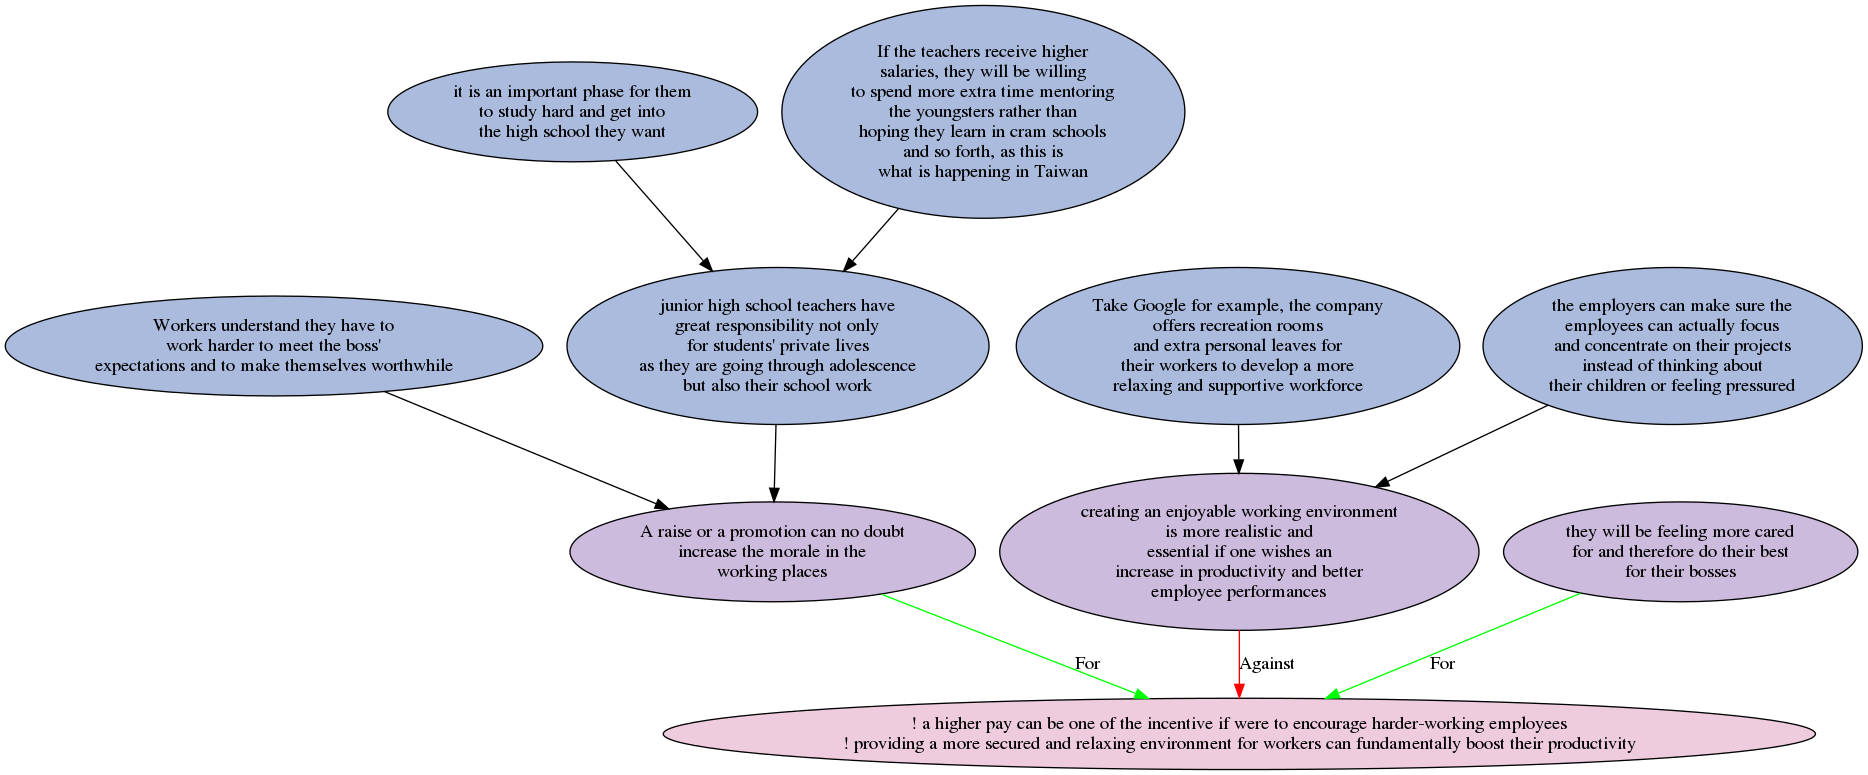 it is an important phase for them
to study hard and get into
the high school they want
If the teachers receive higher
salaries, they will be willing
to spend more extra time mentoring
the youngsters rather than
hoping they learn in cram schools
and so forth, as this is
what is happening in Taiwan
Workers understand they have to
work harder to meet the boss'
expectations and to make themselves worthwhile
junior high school teachers have
great responsibility not only
for students' private lives
as they are going through adolescence
but also their school work
Take Google for example, the company
offers recreation rooms
and extra personal leaves for
their workers to develop a more
relaxing and supportive workforce
the employers can make sure the
employees can actually focus
and concentrate on their projects
instead of thinking about
their children or feeling pressured
A raise or a promotion can no doubt
increase the morale in the
working places
creating an enjoyable working environment
is more realistic and
essential if one wishes an
increase in productivity and better
employee performances
they will be feeling more cared
for and therefore do their best
for their bosses
For
Against
For
! a higher pay can be one of the incentive if were to encourage harder-working employees
! providing a more secured and relaxing environment for workers can fundamentally boost their productivity